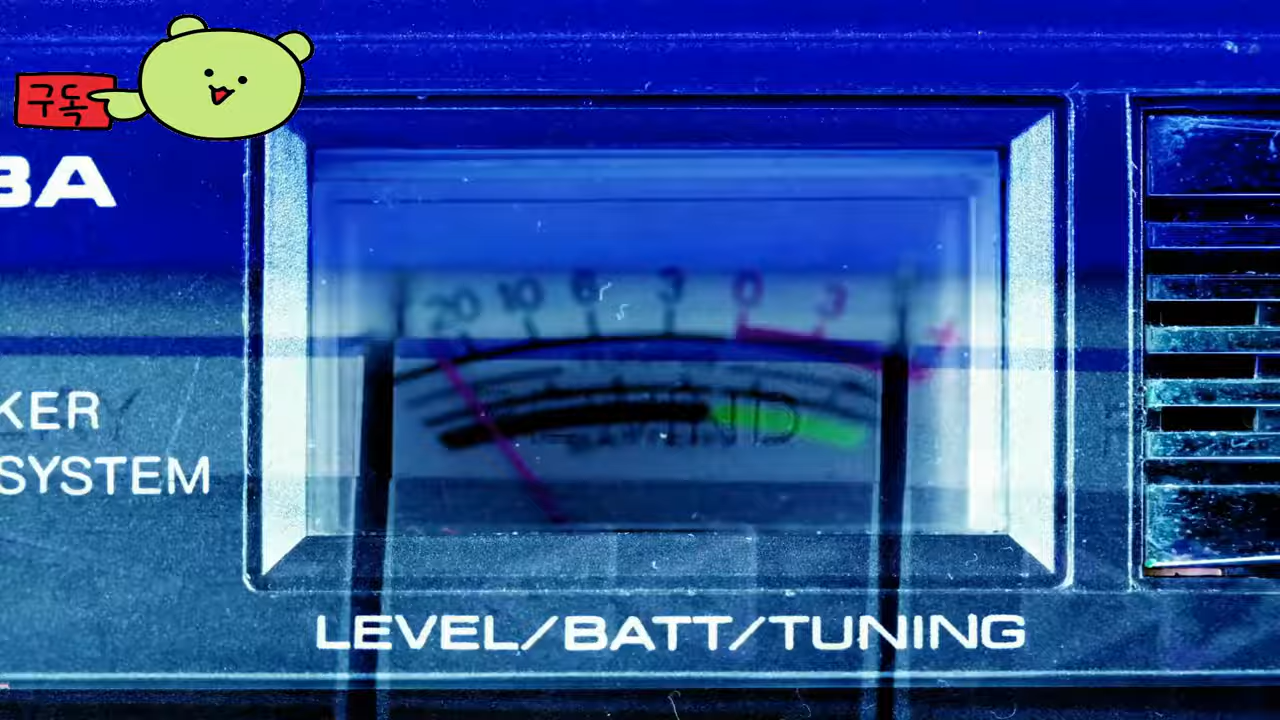 구독
BA
KER
SYSTEM
20 10 6 3 0 3 +
LEVEL/BATT/TUNING